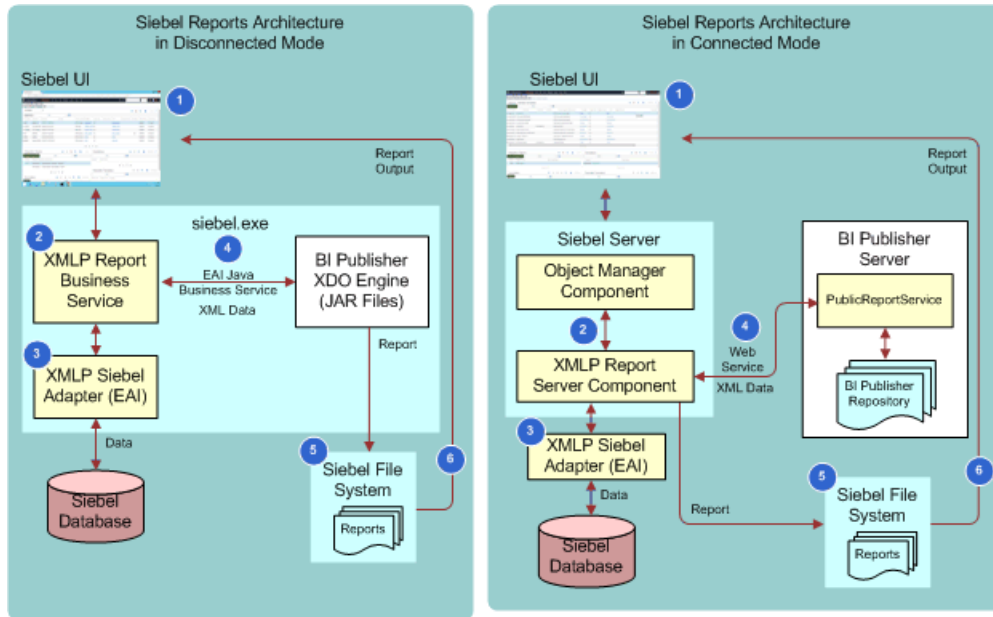 Siebel Reports Architecture
in Disconnected Mode
Siebel UI
1
Report
Output
siebel.exe
2
XMLP Report
Business
Service
4
EAI Java
Business Service
XML Data
BI Publisher
XDO Engine
(JAR Files)
Report
3
XMLP Siebel
Adapter (EAI)
Data
Siebel
Database
5
Siebel File
System
Reports
6
Siebel Reports Architecture
in Connected Mode
Siebel UI
1
Report
Output
Siebel Server
Object Manager
Component
2
XMLP Report
Server Component
4
Web
Service
XML Data
BI Publisher
Server
PublicReportService
BI Publisher
Repository
3
XMLP Siebel
Adapter (EAI)
Data
Siebel
Database
Report
5
Siebel File
System
Reports
6